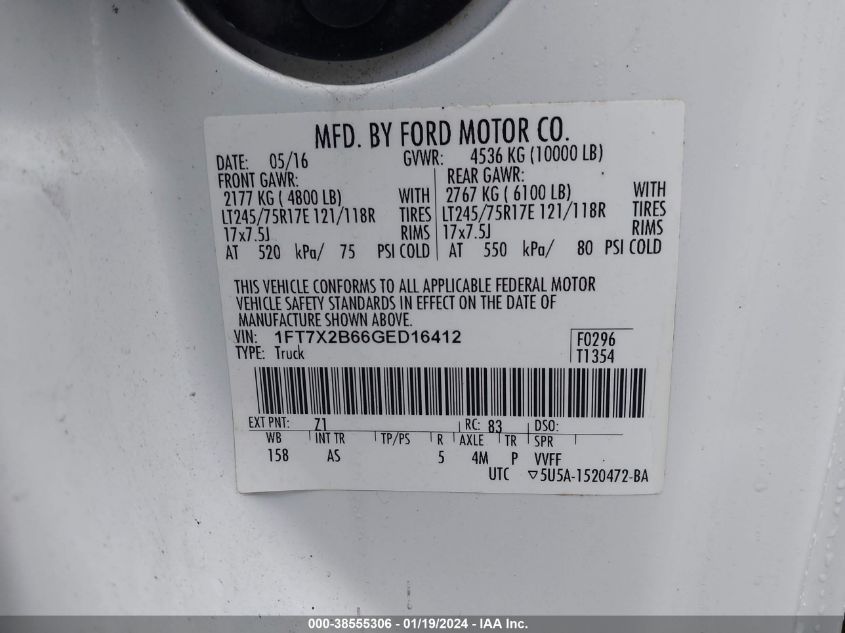 MFD. BY FORD MOTOR CO.
DATE: 05/16 GVWR: 4536 KG (10000 LB)
FRONT GAWR: REAR GAWR:
2177 KG ( 4800 LB) WITH 2767 KG ( 6100 LB) WITH
LT245/75R17E 121/118R TIRES LT245/75R17E 121/118R TIRES
17x7.5J RIMS 17x7.5J RIMS
AT 520 kPa/ 75 PSI COLD AT 550 kPa/ 80 PSI COLD
THIS VEHICLE CONFORMS TO ALL APPLICABLE FEDERAL MOTOR
VEHICLE SAFETY STANDARDS IN EFFECT ON THE DATE OF
MANUFACTURE SHOWN ABOVE.
VIN: 1FT7X2B66GED16412 F0296
TYPE: Truck T1354
EXT PNT: Z1 RC: 83 DSO:
WB INT TR TP/PS R AXLE TR SPR
158 AS 5 4M P VVFF
UTC ▽5U5A-1520472-BA
000-38555306 - 01/19/2024 - IAA Inc.